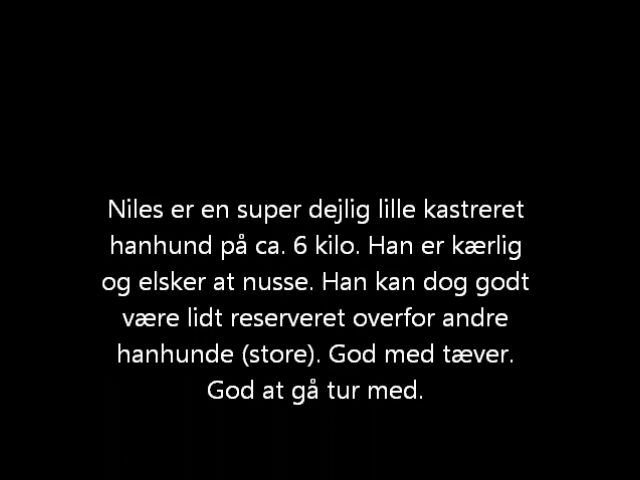 Niles er en super dejlig lille kastreret
hanhund på ca. 6 kilo. Han er kærlig
og elsker at nusse. Han kan dog godt
være lidt reserveret overfor andre
hanhunde (store). God med tæver.
God at gå tur med.